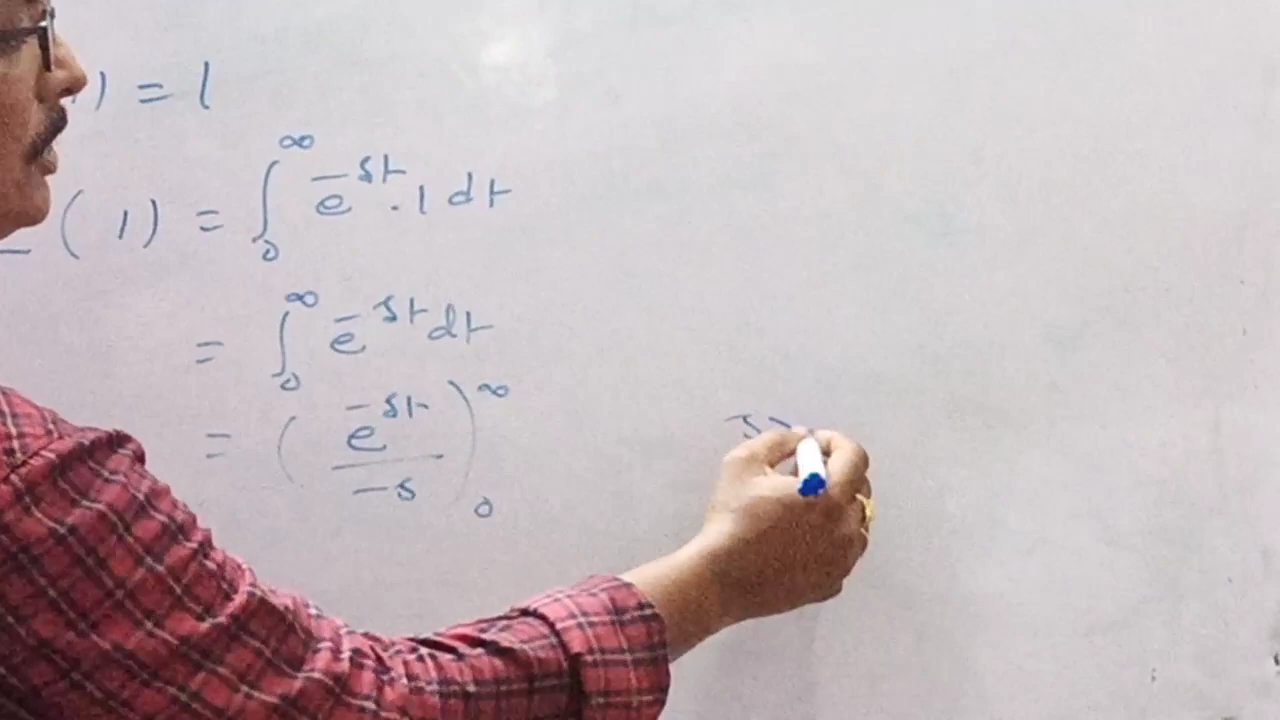 ) = 1
(1) = ∫₀^∞ e^{-st} . 1 dt
= ∫₀^∞ e^{-st} dt
= ( e^{-st} / -s )₀^∞